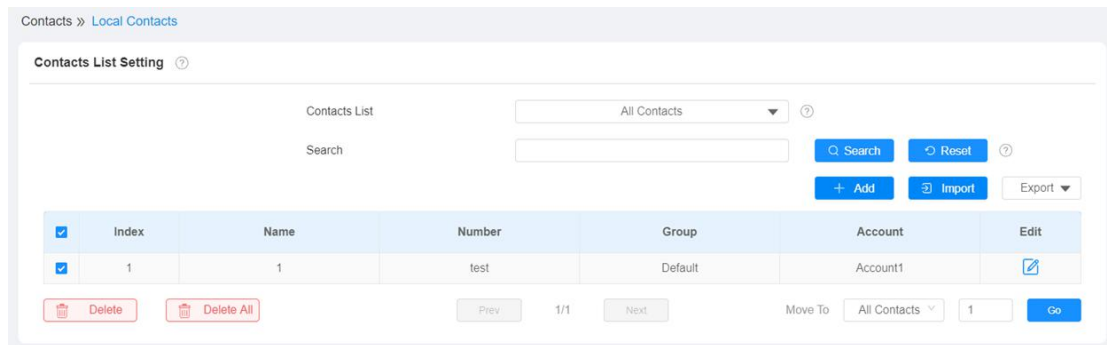 Contacts » Local Contacts
Contacts List Setting ?
Contacts List All Contacts ?
Search Search Reset ?
+ Add Import Export
Index Name Number Group Account Edit
1 1 test Default Account1
Delete Delete All Prev 1/1 Next Move To All Contacts 1 Go